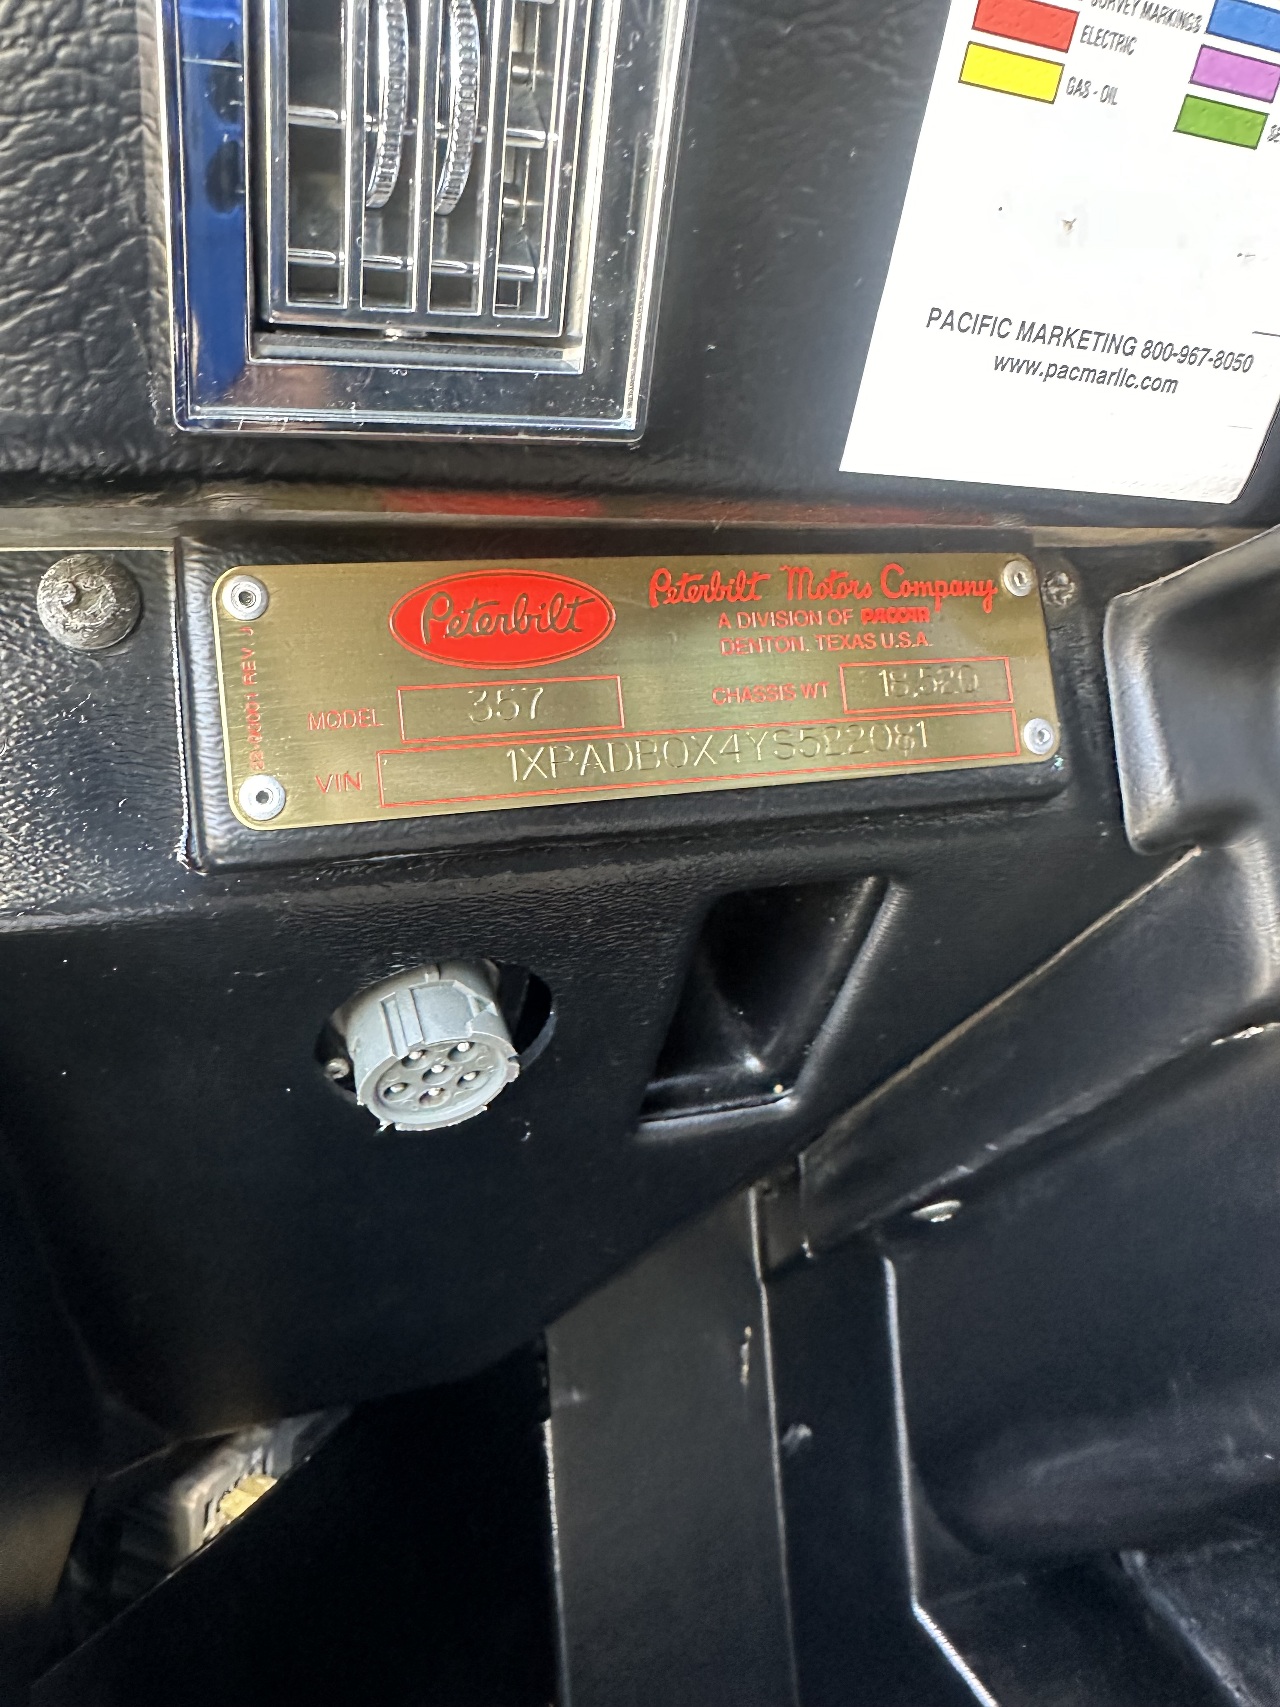 SURVEY MARKINGS
ELECTRIC
GAS - OIL
PACIFIC MARKETING 800-967-8050
www.pacmarllc.com
Peterbilt
Peterbilt Motors Company
A DIVISION OF PACCAR
DENTON, TEXAS U.S.A.
MODEL 357
CHASSIS WT 18,520
VIN 1XPADB0X4YS522081
REV J